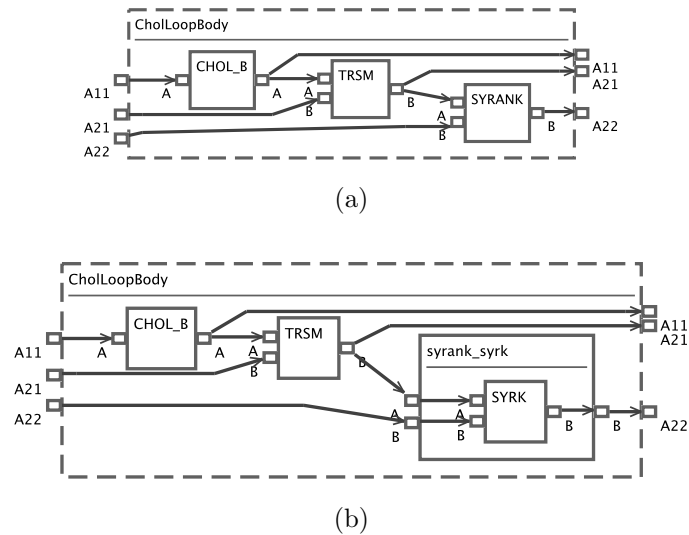 CholLoopBody
CHOL_B
TRSM
SYRANK
A11
A
A
A
B
B
A
B
B
A21
A22
A11
A21
A22
(a)
CholLoopBody
CHOL_B
TRSM
syrank_syrk
SYRK
A11
A
A
A
B
B
A
B
A
B
B
B
A21
A22
A11
A21
A22
(b)